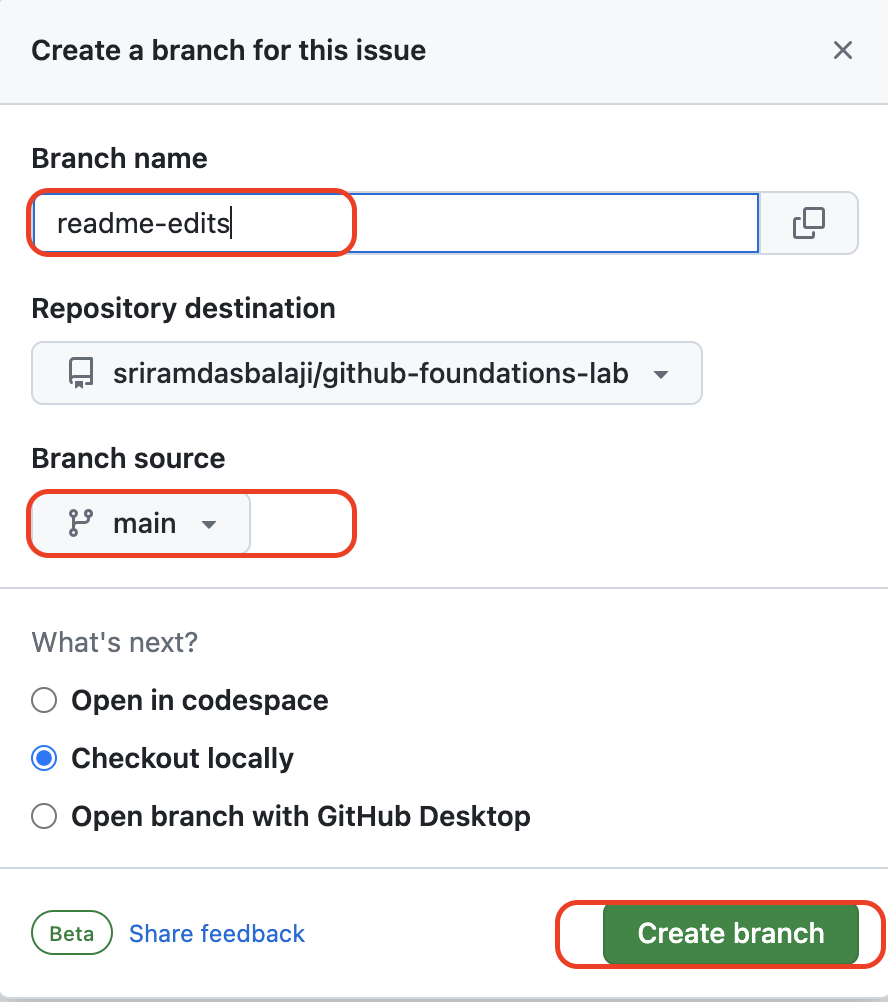 Create a branch for this issue
Branch name
readme-edits
Repository destination
sriramdasbalaji/github-foundations-lab
Branch source
main
What's next?
Open in codespace
Checkout locally
Open branch with GitHub Desktop
Beta Share feedback Create branch